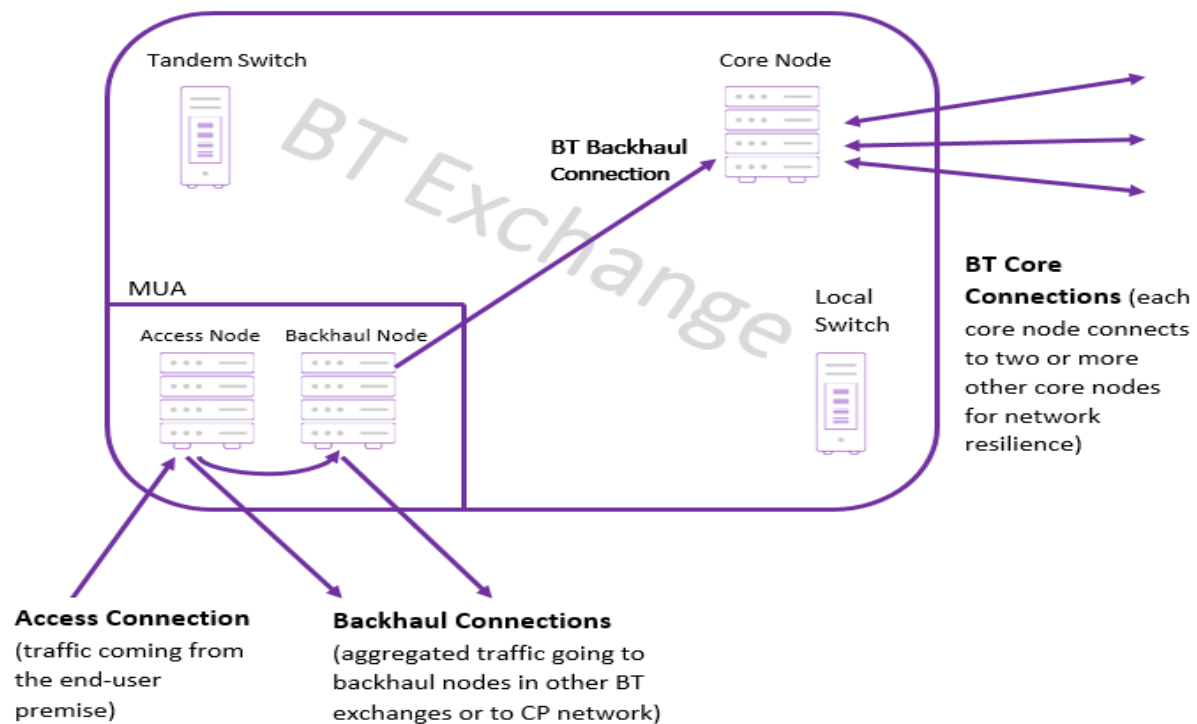 Tandem Switch
Core Node
BT Exchange
BT Backhaul
Connection
BT Core
Connections (each
core node connects
to two or more
other core nodes
for network
resilience)
MUA
Local
Switch
Access Node
Backhaul Node
Access Connection
(traffic coming from
the end-user
premise)
Backhaul Connections
(aggregated traffic going to
backhaul nodes in other BT
exchanges or to CP network)